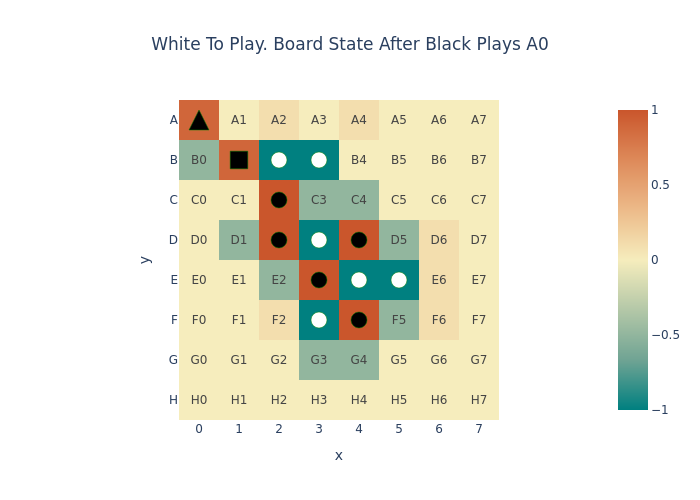 White To Play. Board State After Black Plays A0
A A1 A2 A3 A4 A5 A6 A7
B B0 B4 B5 B6 B7
C C0 C1 C3 C4 C5 C6 C7
D D0 D1 D5 D6 D7
E E0 E1 E2 E6 E7
F F0 F1 F2 F5 F6 F7
G G0 G1 G2 G3 G4 G5 G6 G7
H H0 H1 H2 H3 H4 H5 H6 H7
0 1 2 3 4 5 6 7
x
y
1
0.5
0
−0.5
−1